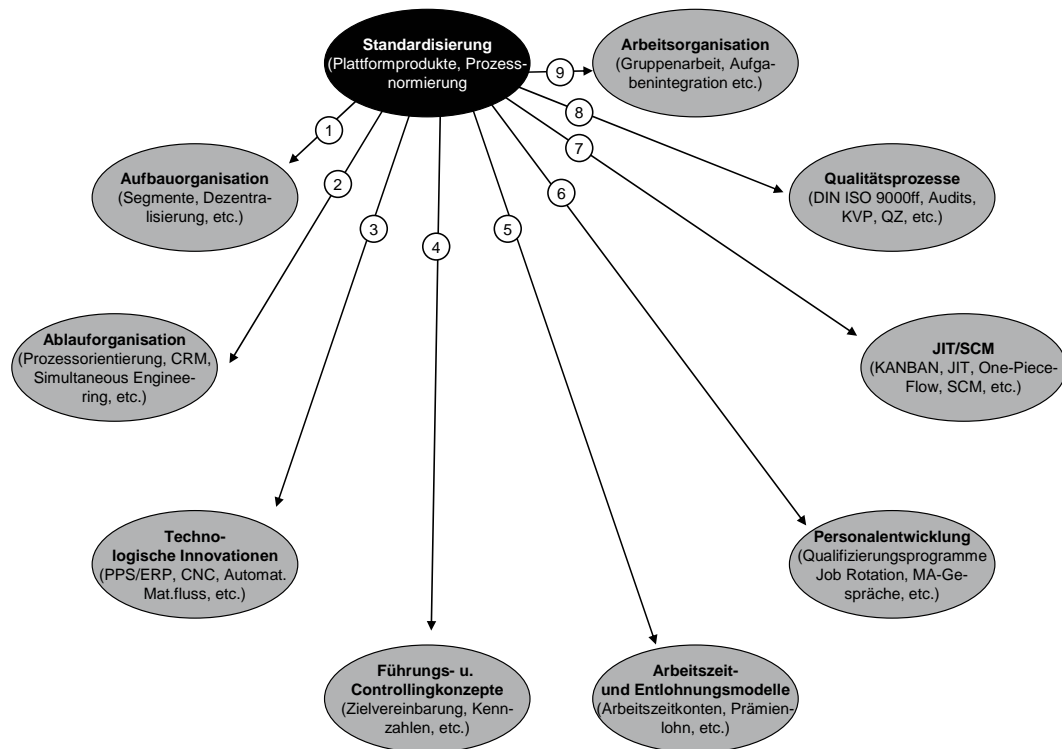 Standardisierung
(Plattformprodukte, Prozess-
normierung
9
Arbeitsorganisation
(Gruppenarbeit, Aufga-
benintegration etc.)
1
8
7
Aufbauorganisation
(Segmente, Dezentra-
lisierung, etc.)
2
6
Qualitätsprozesse
(DIN ISO 9000ff, Audits,
KVP, QZ, etc.)
3
4
5
Ablauforganisation
(Prozessorientierung, CRM,
Simultaneous Enginee-
ring, etc.)
JIT/SCM
(KANBAN, JIT, One-Piece-
Flow, SCM, etc.)
Techno-
logische Innovationen
(PPS/ERP, CNC, Automat.
Mat.fluss, etc.)
Personalentwicklung
(Qualifizierungsprogramme
Job Rotation, MA-Ge-
spräche, etc.)
Führungs- u.
Controllingkonzepte
(Zielvereinbarung, Kenn-
zahlen, etc.)
Arbeitszeit-
und Entlohnungsmodelle
(Arbeitszeitkonten, Prämien-
lohn, etc.)